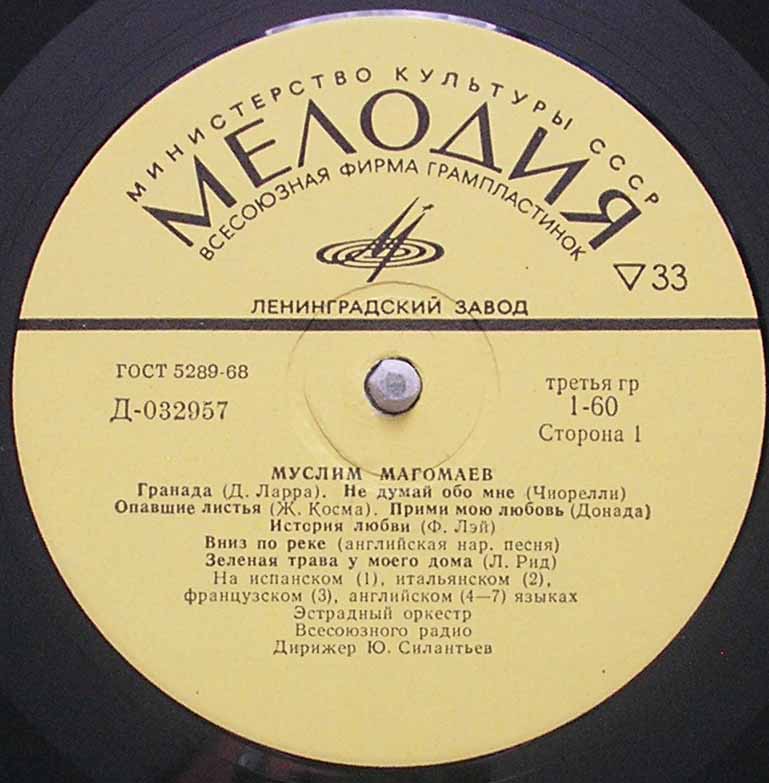 МИНИСТЕРСТВО КУЛЬТУРЫ СССР
МЕЛОДИЯ
ВСЕСОЮЗНАЯ ФИРМА ГРАМПЛАСТИНОК
▽33
ЛЕНИНГРАДСКИЙ ЗАВОД
ГОСТ 5289-68
Д-032957
третья гр
1-60
Сторона 1
МУСЛИМ МАГОМАЕВ
Гранада (Д. Ларра). Не думай обо мне (Чиорелли)
Опавшие листья (Ж. Косма). Прими мою любовь (Донада)
История любви (Ф. Лэй)
Вниз по реке (английская нар. песня)
Зеленая трава у моего дома (Л. Рид)
На испанском (1), итальянском (2),
французском (3), английском (4—7) языках
Эстрадный оркестр
Всесоюзного радио
Дирижер Ю. Силантьев